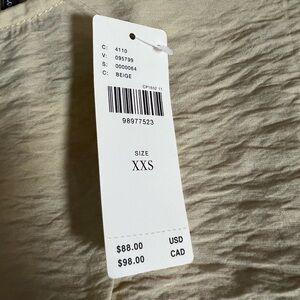 C: 4110
V: 095799
S: 0000064
C: BEIGE
98977523
SIZE
XXS
$88.00 USD
$98.00 CAD